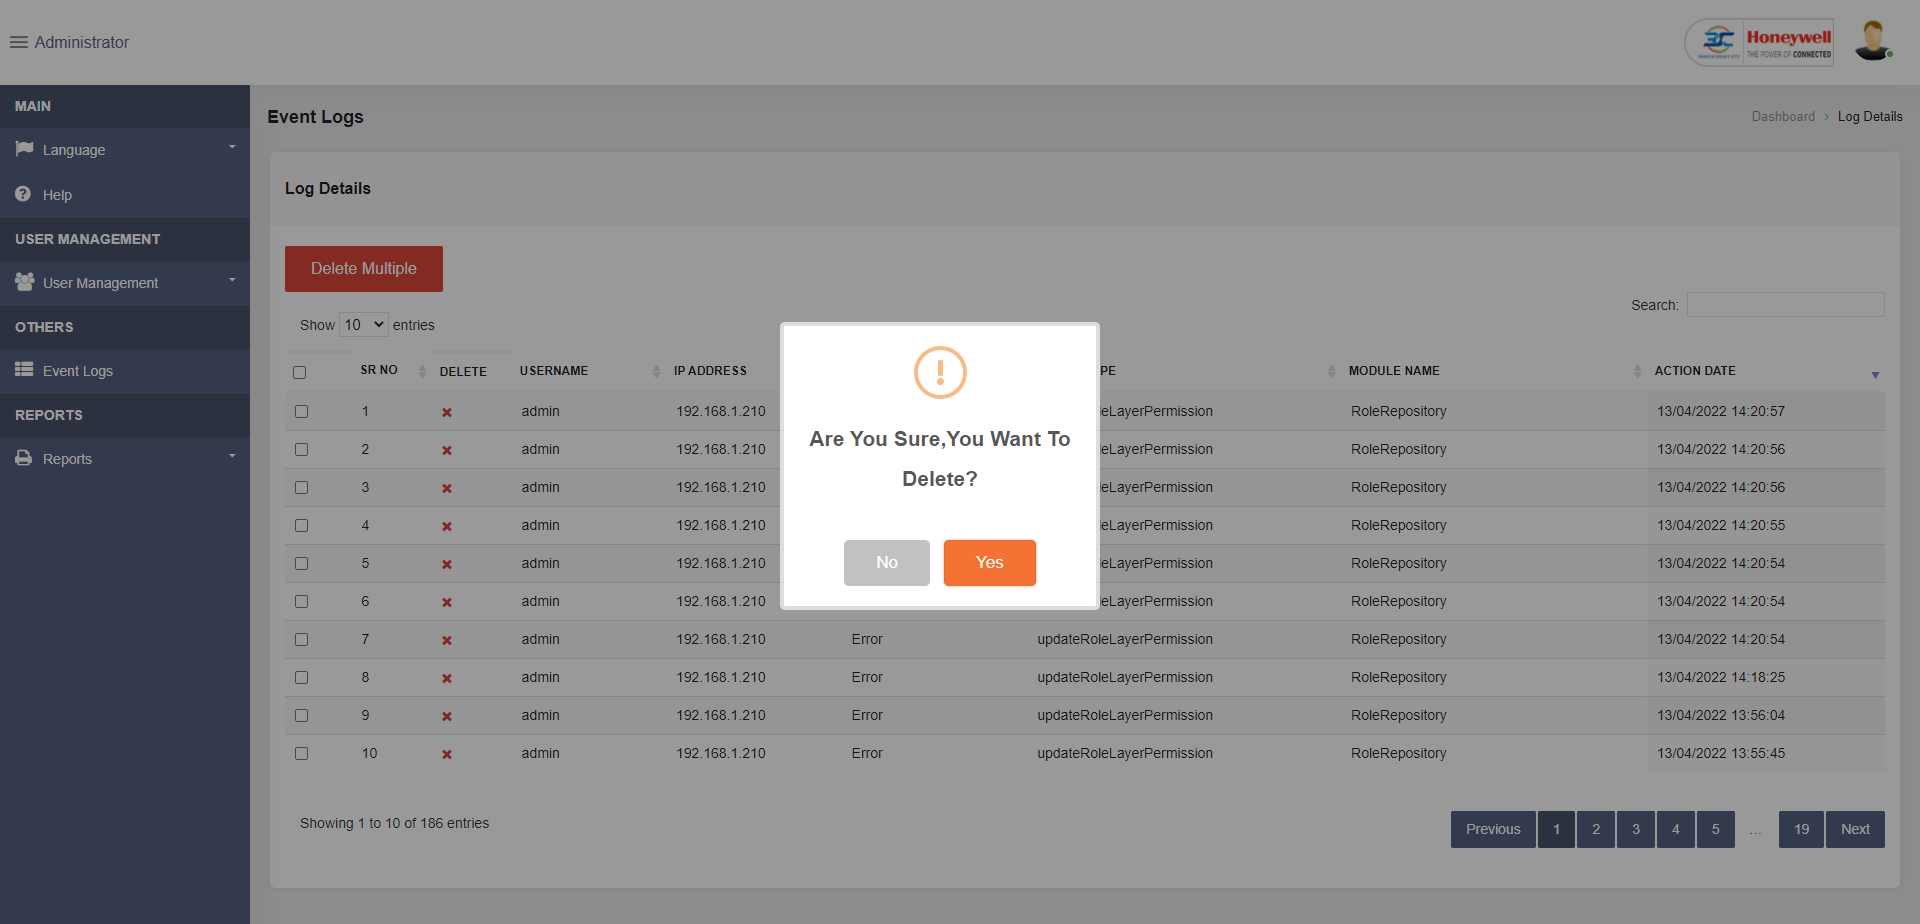 Administrator
Honeywell
THE POWER OF CONNECTED
MAIN
Language
Help
USER MANAGEMENT
User Management
OTHERS
Event Logs
REPORTS
Reports
Event Logs
Dashboard > Log Details
Log Details
Delete Multiple
Show 10 entries
Search:
SR NO DELETE USERNAME IP ADDRESS PE MODULE NAME ACTION DATE
1 admin 192.168.1.210 eLayerPermission RoleRepository 13/04/2022 14:20:57
2 admin 192.168.1.210 eLayerPermission RoleRepository 13/04/2022 14:20:56
3 admin 192.168.1.210 eLayerPermission RoleRepository 13/04/2022 14:20:56
4 admin 192.168.1.210 eLayerPermission RoleRepository 13/04/2022 14:20:55
5 admin 192.168.1.210 eLayerPermission RoleRepository 13/04/2022 14:20:54
6 admin 192.168.1.210 eLayerPermission RoleRepository 13/04/2022 14:20:54
7 admin 192.168.1.210 Error updateRoleLayerPermission RoleRepository 13/04/2022 14:20:54
8 admin 192.168.1.210 Error updateRoleLayerPermission RoleRepository 13/04/2022 14:18:25
9 admin 192.168.1.210 Error updateRoleLayerPermission RoleRepository 13/04/2022 13:56:04
10 admin 192.168.1.210 Error updateRoleLayerPermission RoleRepository 13/04/2022 13:55:45
Are You Sure,You Want To
Delete?
No Yes
Showing 1 to 10 of 186 entries
Previous 1 2 3 4 5 ... 19 Next